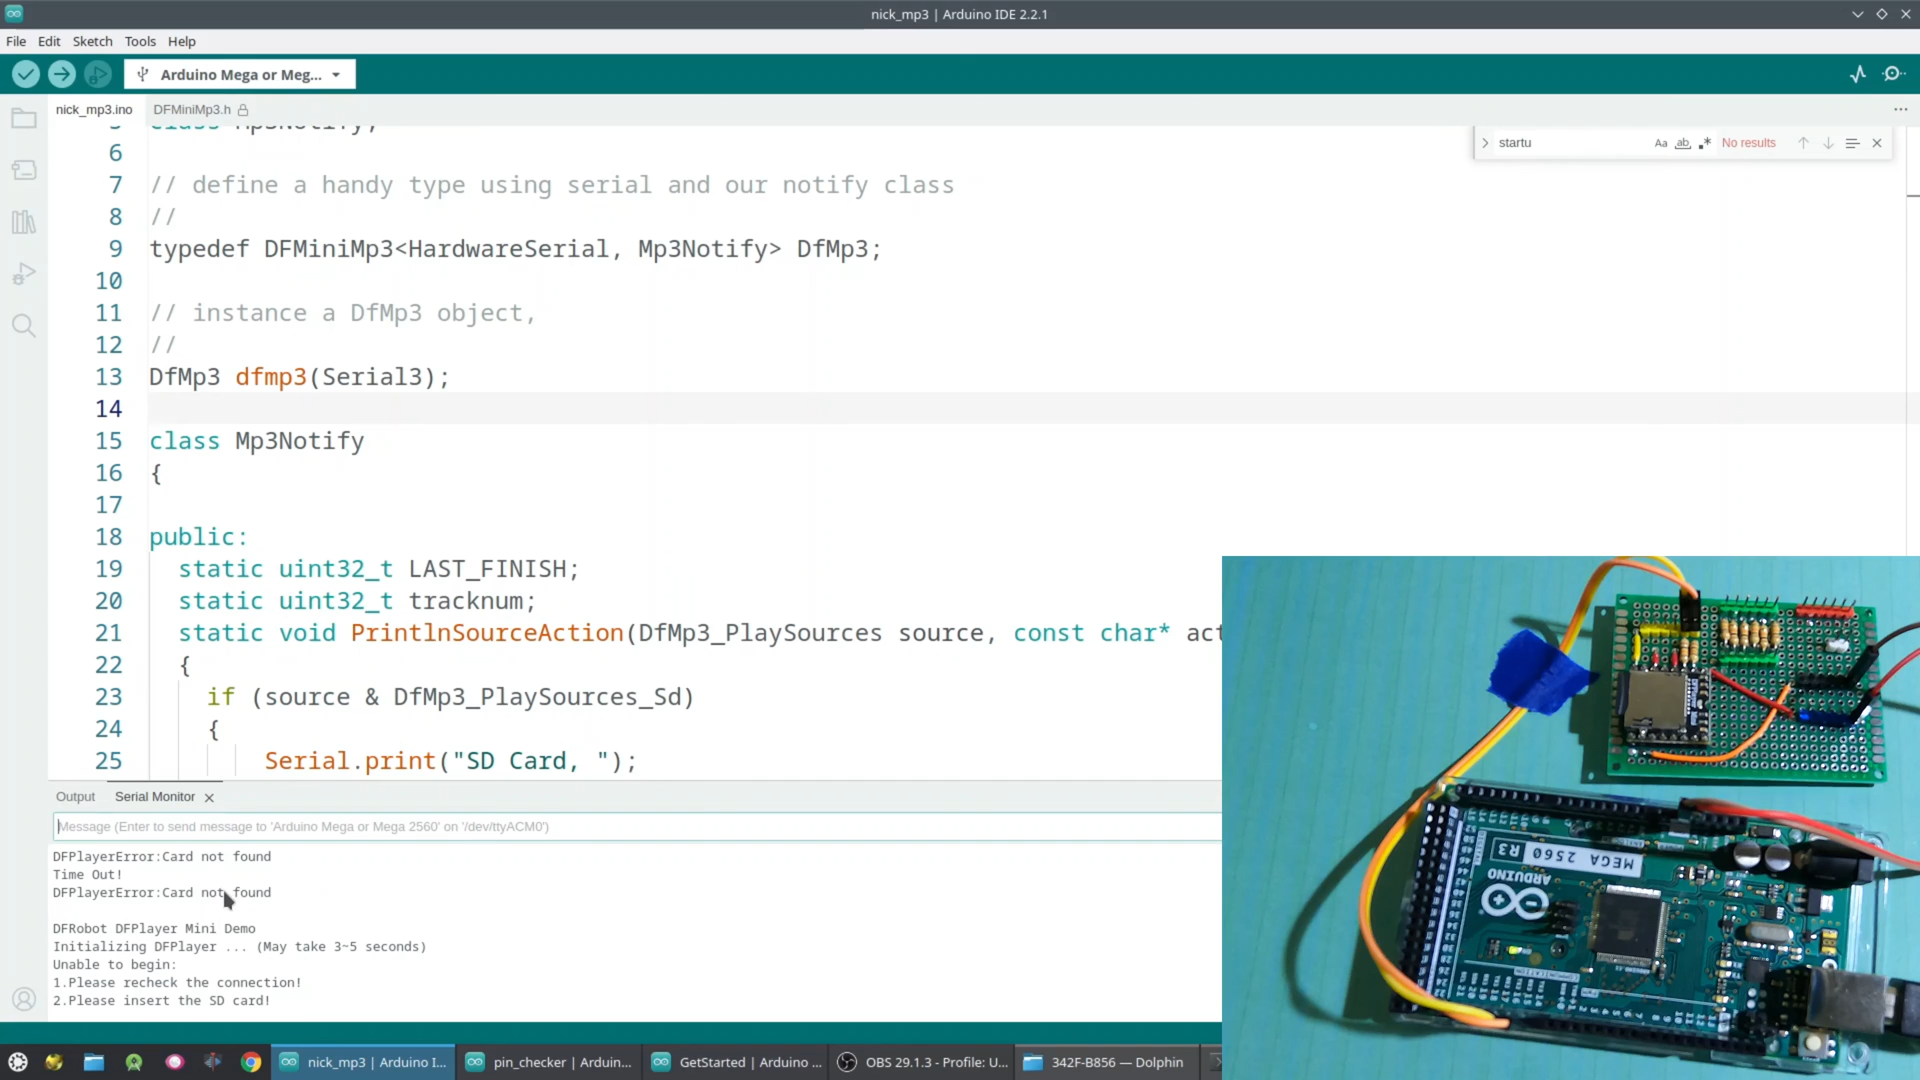 nick_mp3 | Arduino IDE 2.2.1
File Edit Sketch Tools Help
Arduino Mega or Meg...
nick_mp3.ino DFMiniMp3.h
startu
No results
class Mp3Notify;
6
7 // define a handy type using serial and our notify class
8 //
9 typedef DFMiniMp3<HardwareSerial, Mp3Notify> DfMp3;
10
11 // instance a DfMp3 object,
12 //
13 DfMp3 dfmp3(Serial3);
14
15 class Mp3Notify
16 {
17
18 public:
19 static uint32_t LAST_FINISH;
20 static uint32_t tracknum;
21 static void PrintlnSourceAction(DfMp3_PlaySources source, const char* act
22 {
23 if (source & DfMp3_PlaySources_Sd)
24 {
25 Serial.print("SD Card, ");
Output Serial Monitor
Message (Enter to send message to 'Arduino Mega or Mega 2560' on '/dev/ttyACM0')
DFPlayerError:Card not found
Time Out!
DFPlayerError:Card not found
DFRobot DFPlayer Mini Demo
Initializing DFPlayer ... (May take 3~5 seconds)
Unable to begin:
1.Please recheck the connection!
2.Please insert the SD card!
MEGA 2560 R3
ARDUINO
nick_mp3 | Arduino I... pin_checker | Arduin... GetStarted | Arduino ... OBS 29.1.3 - Profile: U... 342F-B856 — Dolphin